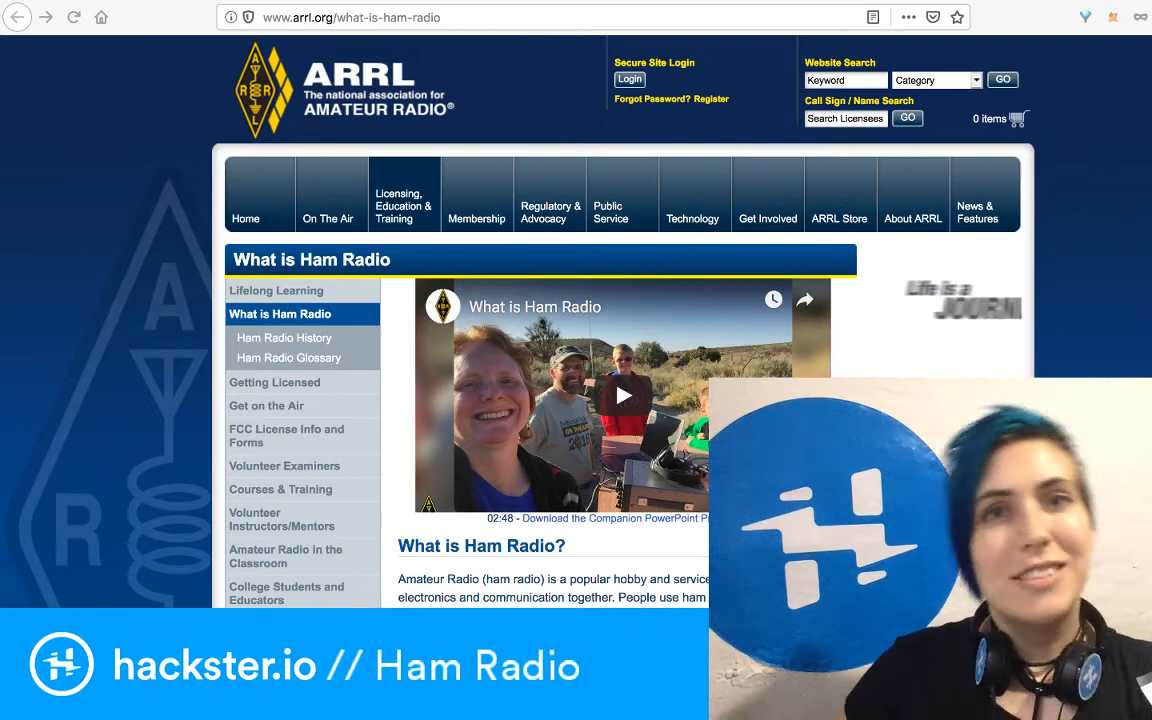 www.arrl.org/what-is-ham-radio
ARRL
The national association for
AMATEUR RADIO®
Secure Site Login
Login
Forgot Password? Register
Website Search
Keyword
Category
GO
Call Sign / Name Search
Search Licensees
GO
0 items
Home
On The Air
Licensing,
Education &
Training
Membership
Regulatory &
Advocacy
Public
Service
Technology
Get Involved
ARRL Store
About ARRL
News &
Features
What is Ham Radio
Lifelong Learning
What is Ham Radio
Ham Radio History
Ham Radio Glossary
Getting Licensed
Get on the Air
FCC License Info and
Forms
Volunteer Examiners
Courses & Training
Volunteer
Instructors/Mentors
Amateur Radio in the
Classroom
College Students and
Educators
What is Ham Radio
Life is a
JOURN
02:48 - Download the Companion PowerPoint Pr
What is Ham Radio?
Amateur Radio (ham radio) is a popular hobby and service
electronics and communication together. People use ham
hackster.io // Ham Radio